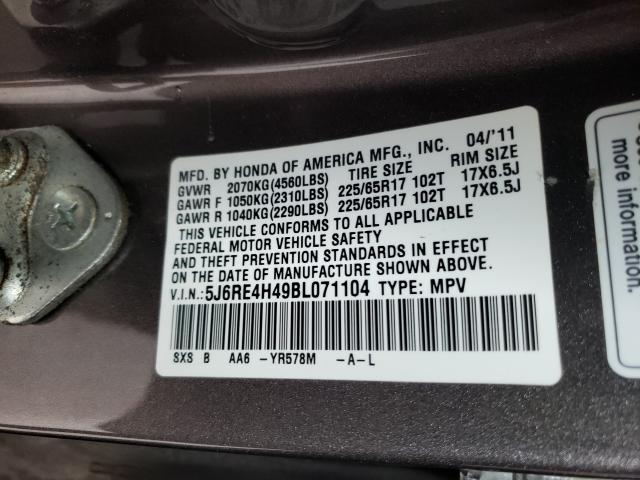 MFD. BY HONDA OF AMERICA MFG., INC. 04/'11
GVWR 2070KG(4560LBS) TIRE SIZE RIM SIZE
GAWR F 1050KG(2310LBS) 225/65R17 102T 17X6.5J
GAWR R 1040KG(2290LBS) 225/65R17 102T 17X6.5J
THIS VEHICLE CONFORMS TO ALL APPLICABLE
FEDERAL MOTOR VEHICLE SAFETY
AND THEFT PREVENTION STANDARDS IN EFFECT
ON THE DATE OF MANUFACTURE SHOWN ABOVE.
V.I.N.: 5J6RE4H49BL071104 TYPE: MPV
SXS B AA6 -YR578M -A-L
more information.